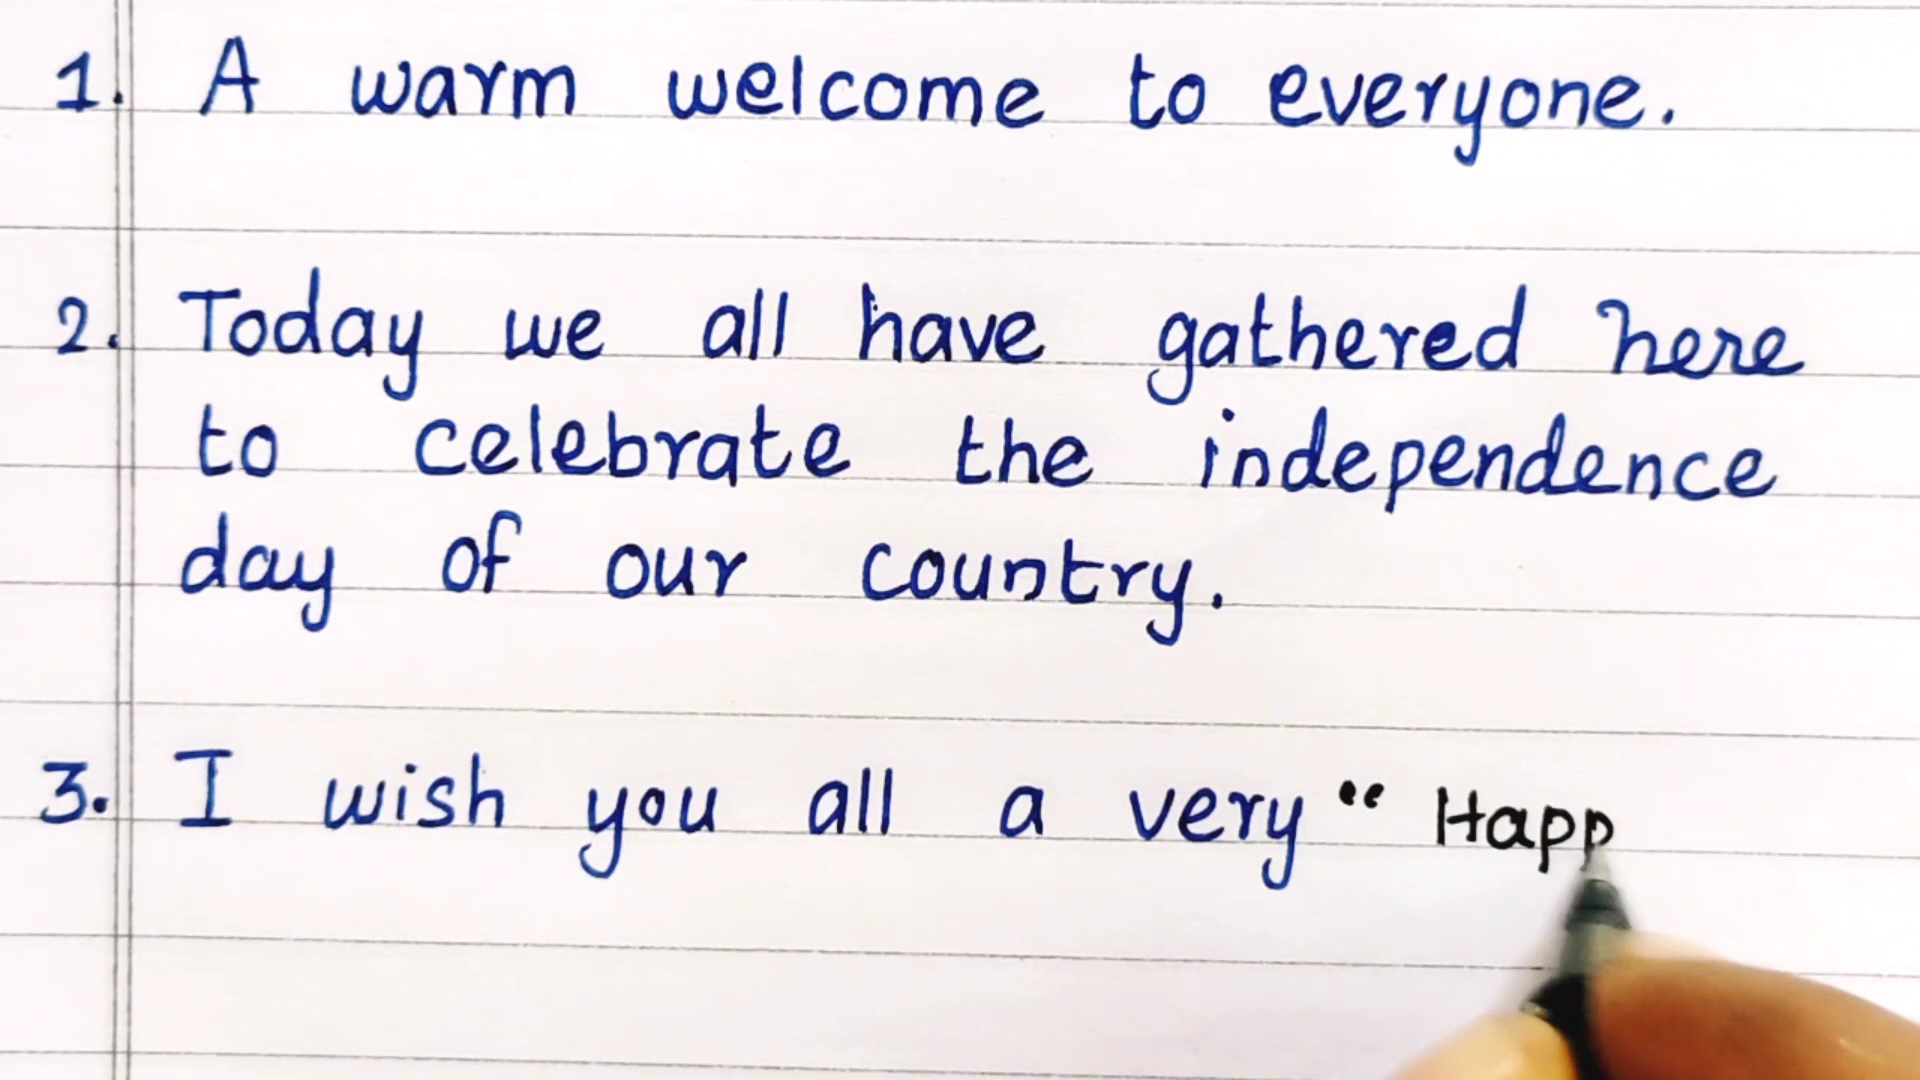 1. A warm welcome to everyone.
2. Today we all have gathered here
to celebrate the independence
day of our country.
3. I wish you all a very “ Happ